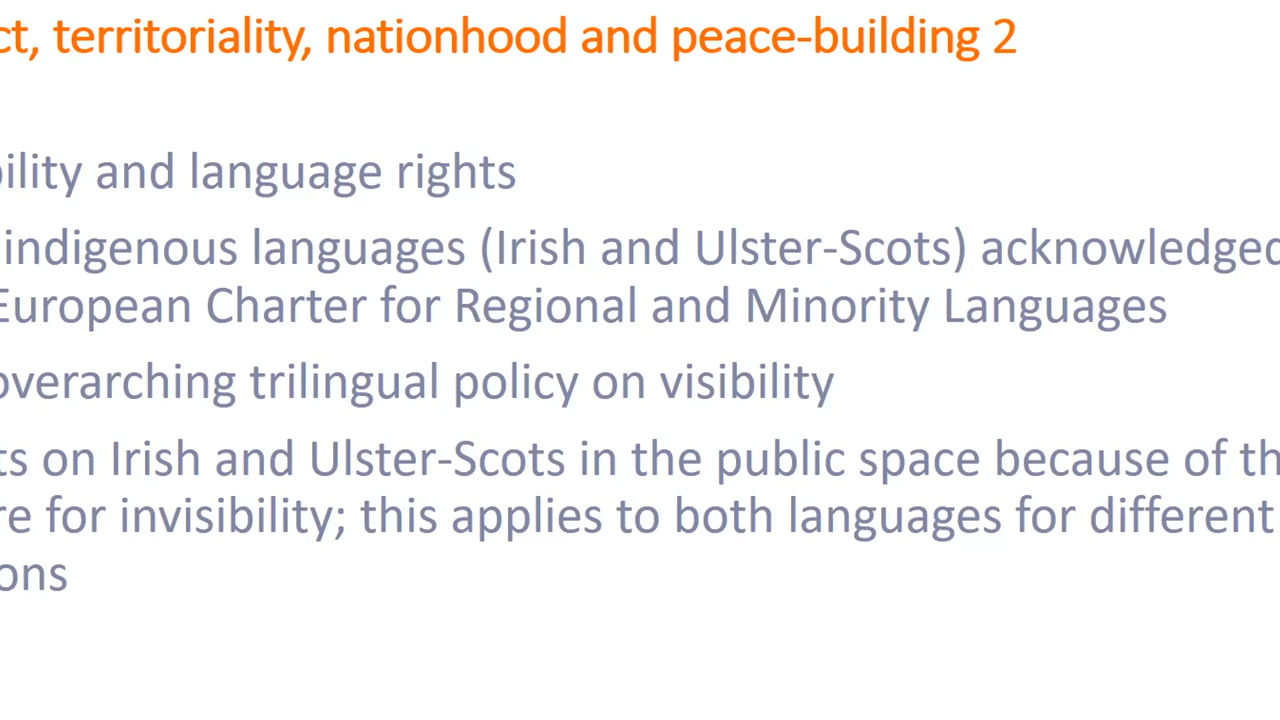 ct, territoriality, nationhood and peace-building 2
bility and language rights
indigenous languages (Irish and Ulster-Scots) acknowledged
European Charter for Regional and Minority Languages
overarching trilingual policy on visibility
ts on Irish and Ulster-Scots in the public space because of th
re for invisibility; this applies to both languages for different
ons